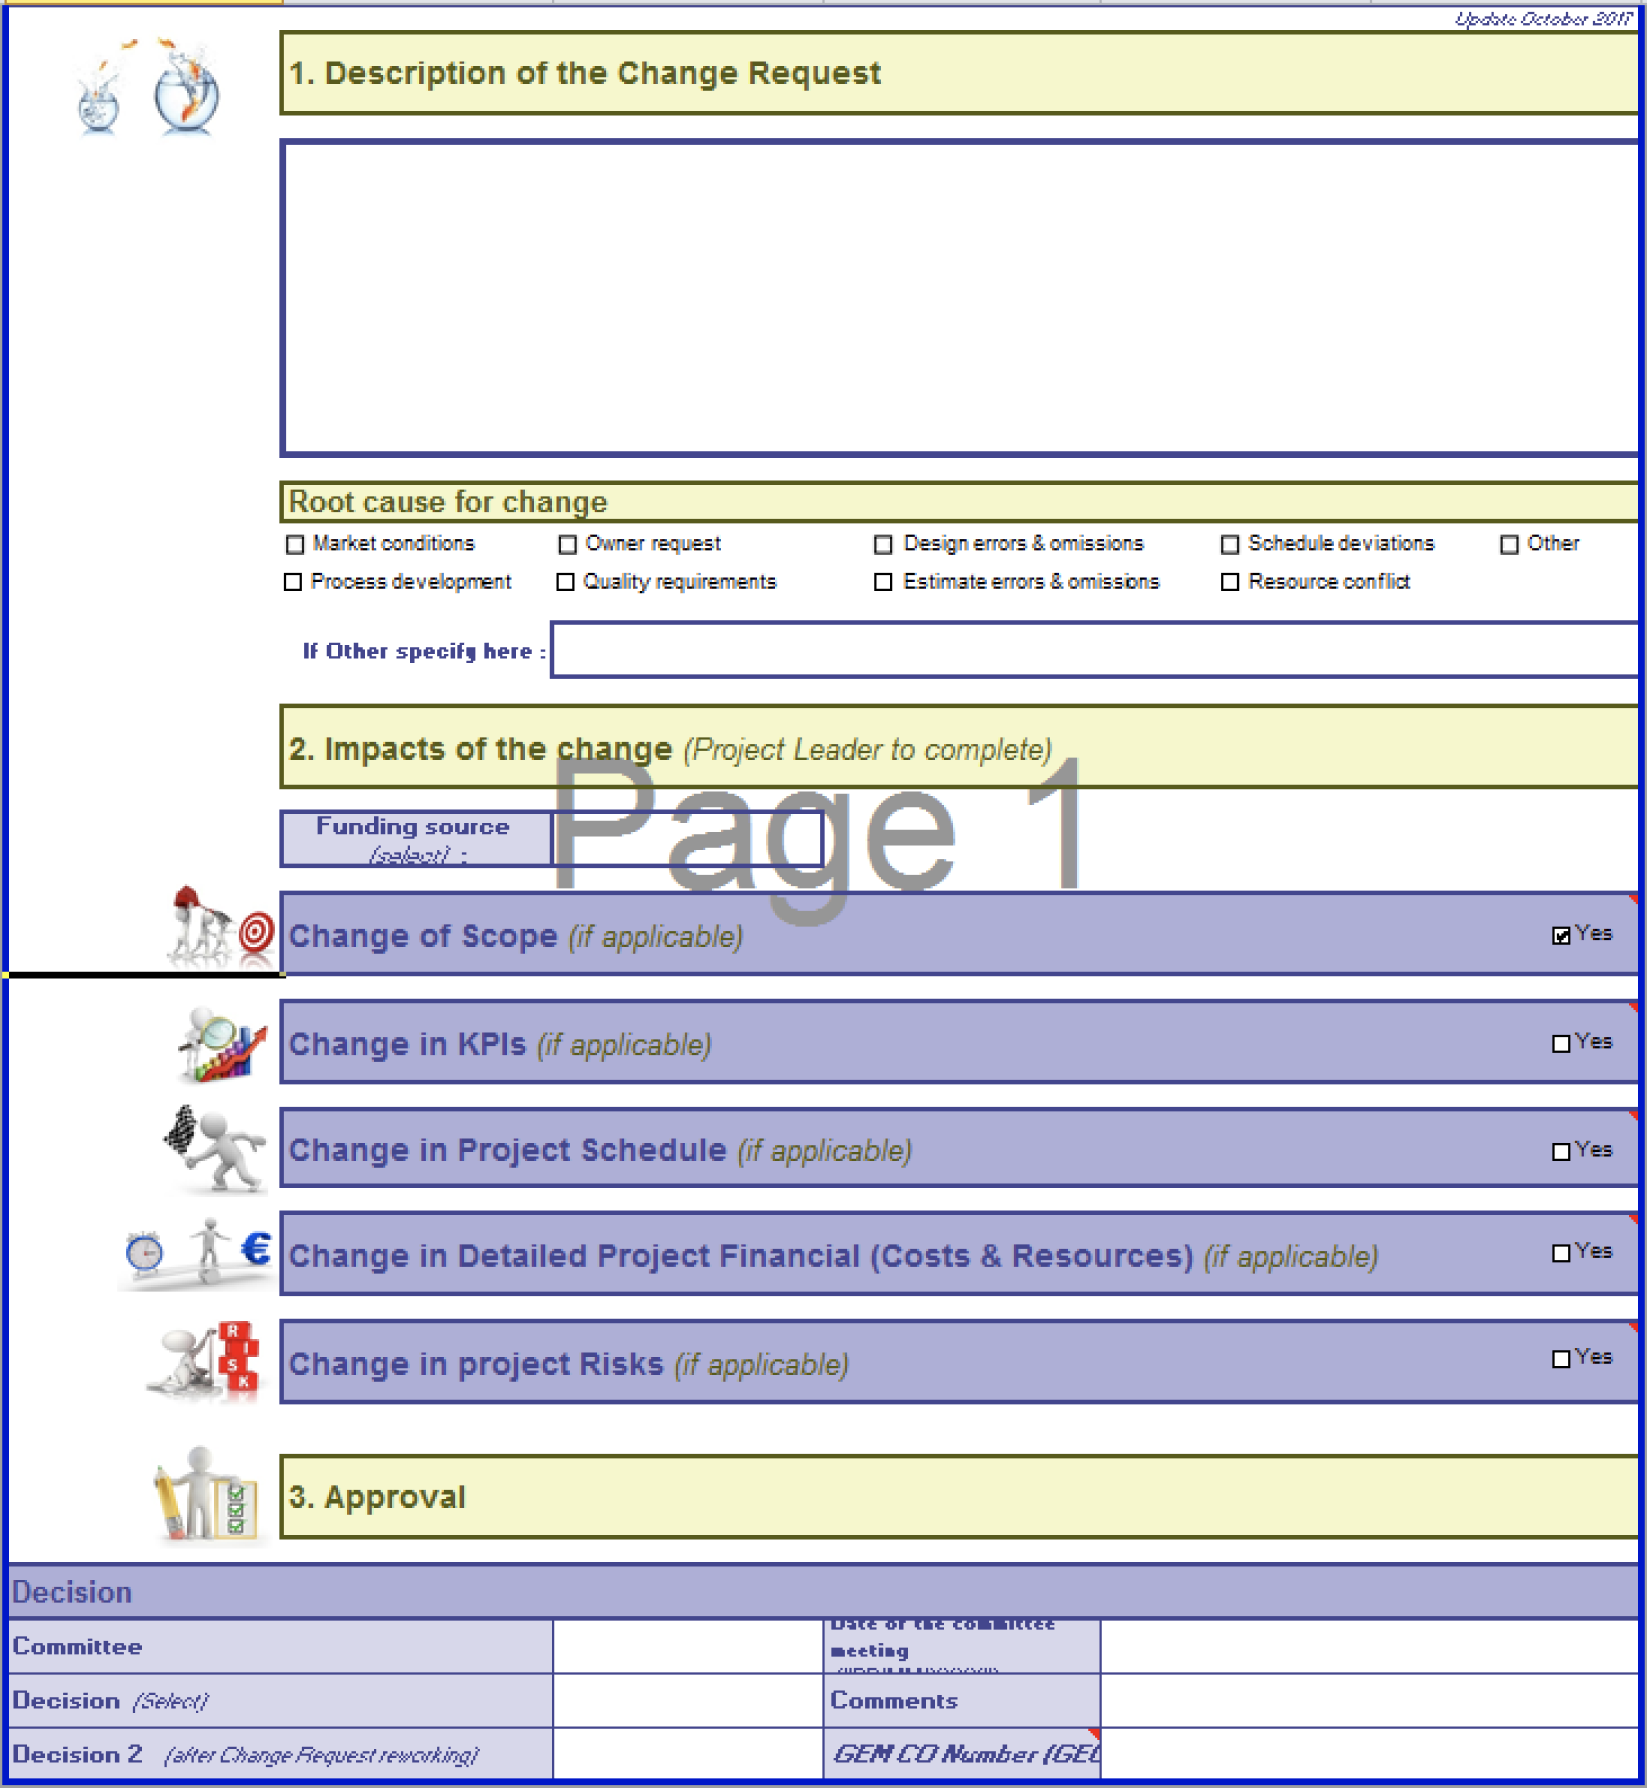 Update October 2017
1. Description of the Change Request
Root cause for change
Market conditions Owner request Design errors & omissions Schedule deviations Other
Process development Quality requirements Estimate errors & omissions Resource conflict
If Other specify here :
2. Impacts of the change (Project Leader to complete)
Page 1
Funding source
(select) :
Change of Scope (if applicable) Yes
Change in KPIs (if applicable) Yes
Change in Project Schedule (if applicable) Yes
€ Change in Detailed Project Financial (Costs & Resources) (if applicable) Yes
R
I
S
K
Change in project Risks (if applicable) Yes
3. Approval
Decision
Committee Date of the committee
meeting
Decision (Select) Comments
Decision 2 (after Change Request reworking) GEM CO Number